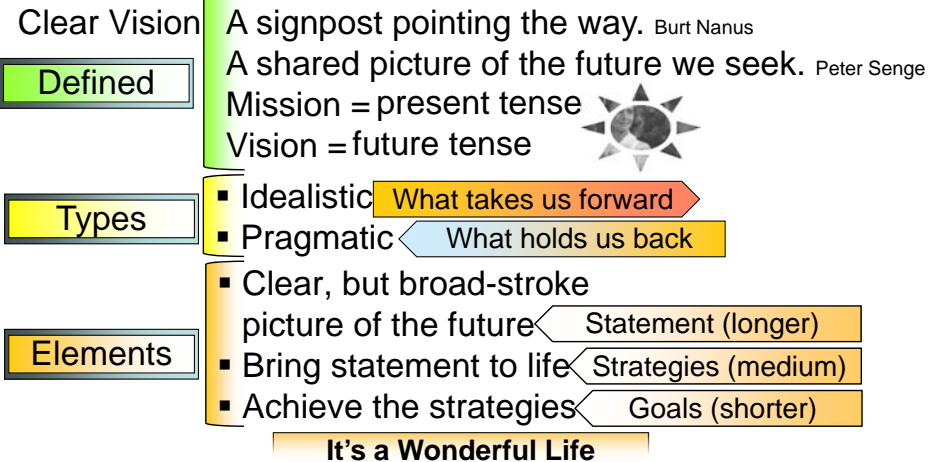 Clear Vision
A signpost pointing the way. Burt Nanus
Defined
A shared picture of the future we seek. Peter Senge
Mission = present tense
Vision = future tense
Types
▪ Idealistic What takes us forward
▪ Pragmatic What holds us back
Elements
▪ Clear, but broad-stroke
picture of the future Statement (longer)
▪ Bring statement to life Strategies (medium)
▪ Achieve the strategies Goals (shorter)
It's a Wonderful Life